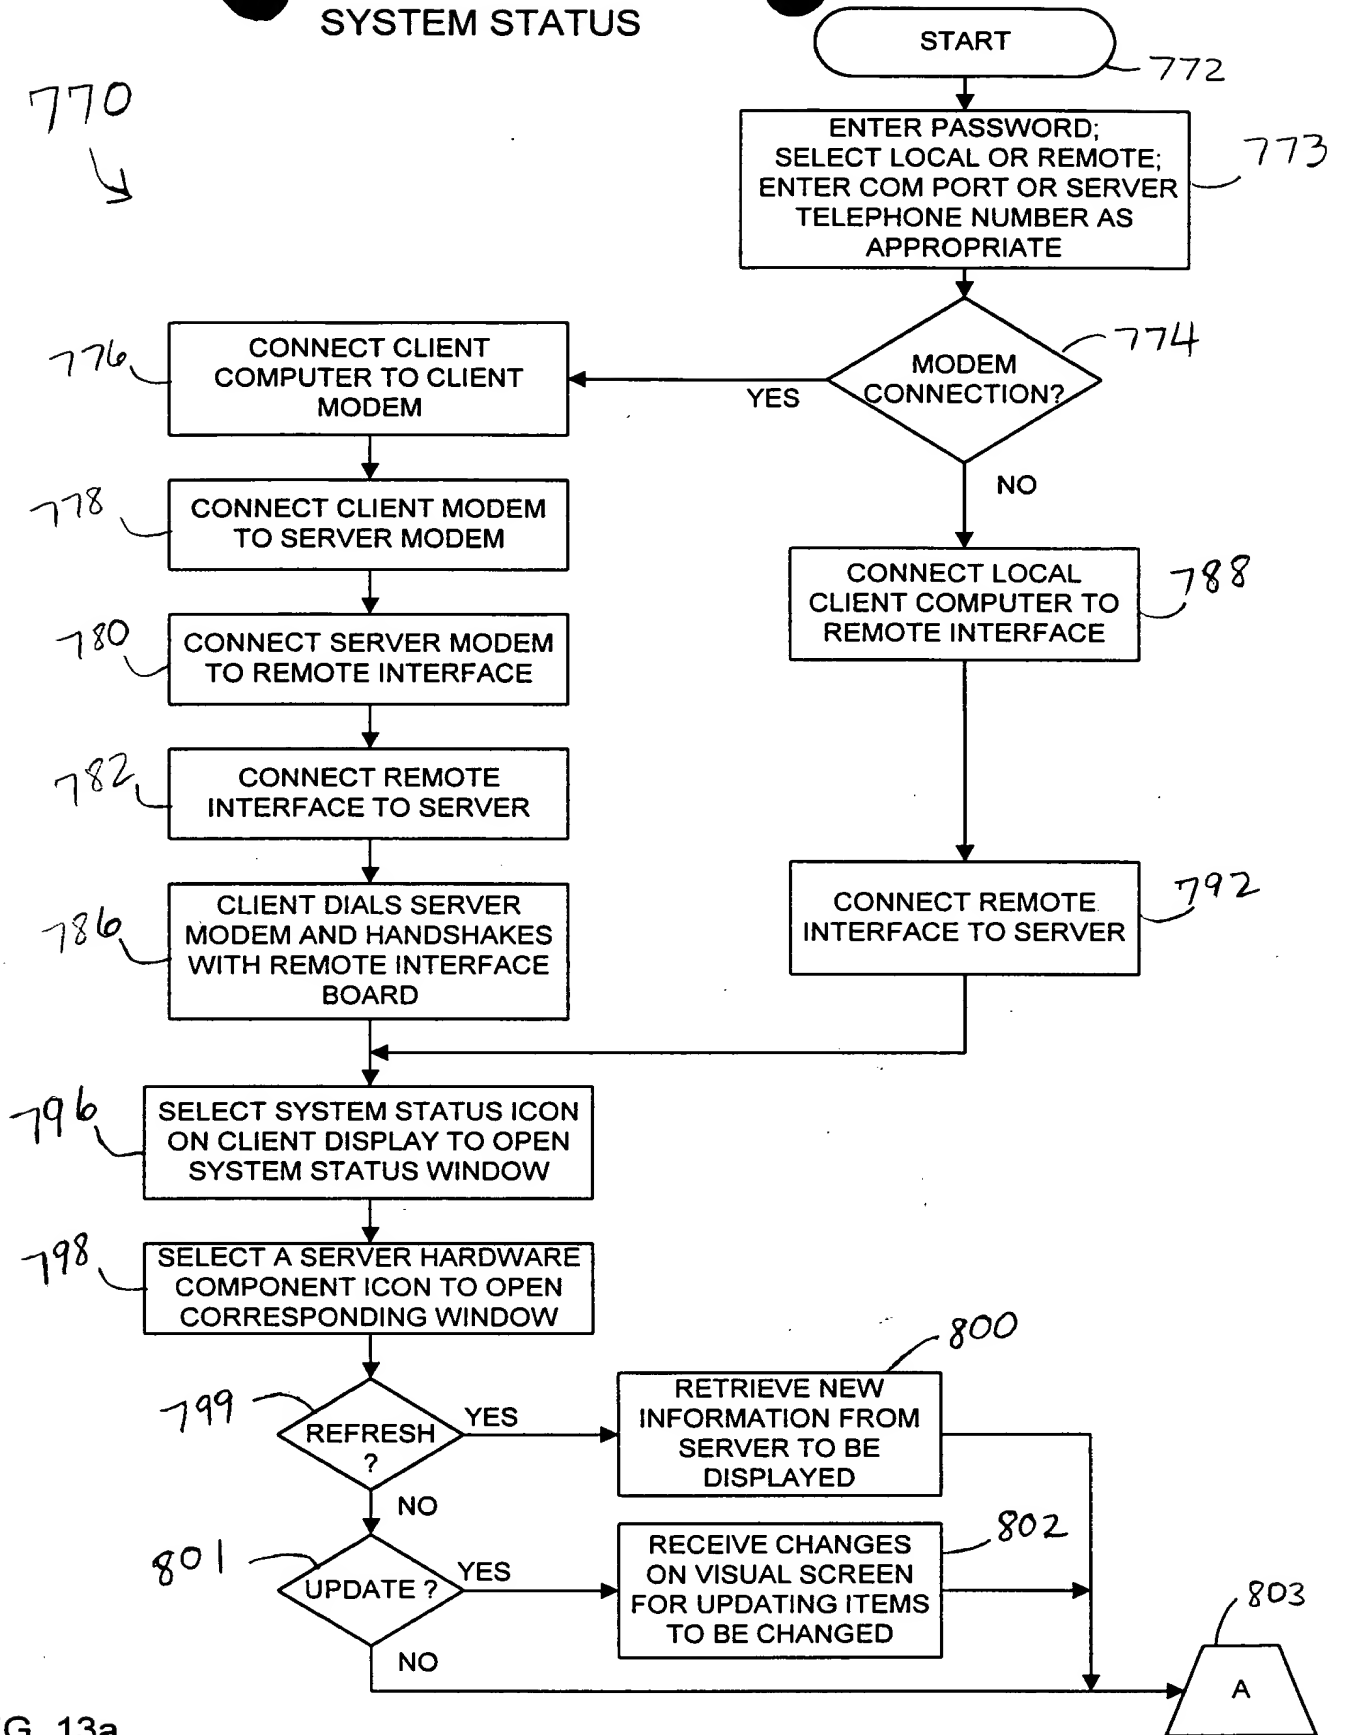 SYSTEM STATUS
770
START
772
ENTER PASSWORD;
SELECT LOCAL OR REMOTE;
ENTER COM PORT OR SERVER
TELEPHONE NUMBER AS
APPROPRIATE
773
MODEM
CONNECTION?
774
YES
NO
776
CONNECT CLIENT
COMPUTER TO CLIENT
MODEM
778
CONNECT CLIENT MODEM
TO SERVER MODEM
780
CONNECT SERVER MODEM
TO REMOTE INTERFACE
782
CONNECT REMOTE
INTERFACE TO SERVER
786
CLIENT DIALS SERVER
MODEM AND HANDSHAKES
WITH REMOTE INTERFACE
BOARD
CONNECT LOCAL
CLIENT COMPUTER TO
REMOTE INTERFACE
788
CONNECT REMOTE
INTERFACE TO SERVER
792
796
SELECT SYSTEM STATUS ICON
ON CLIENT DISPLAY TO OPEN
SYSTEM STATUS WINDOW
798
SELECT A SERVER HARDWARE
COMPONENT ICON TO OPEN
CORRESPONDING WINDOW
799
REFRESH
?
YES
NO
RETRIEVE NEW
INFORMATION FROM
SERVER TO BE
DISPLAYED
800
801
UPDATE ?
YES
NO
RECEIVE CHANGES
ON VISUAL SCREEN
FOR UPDATING ITEMS
TO BE CHANGED
802
803
A
G. 13a